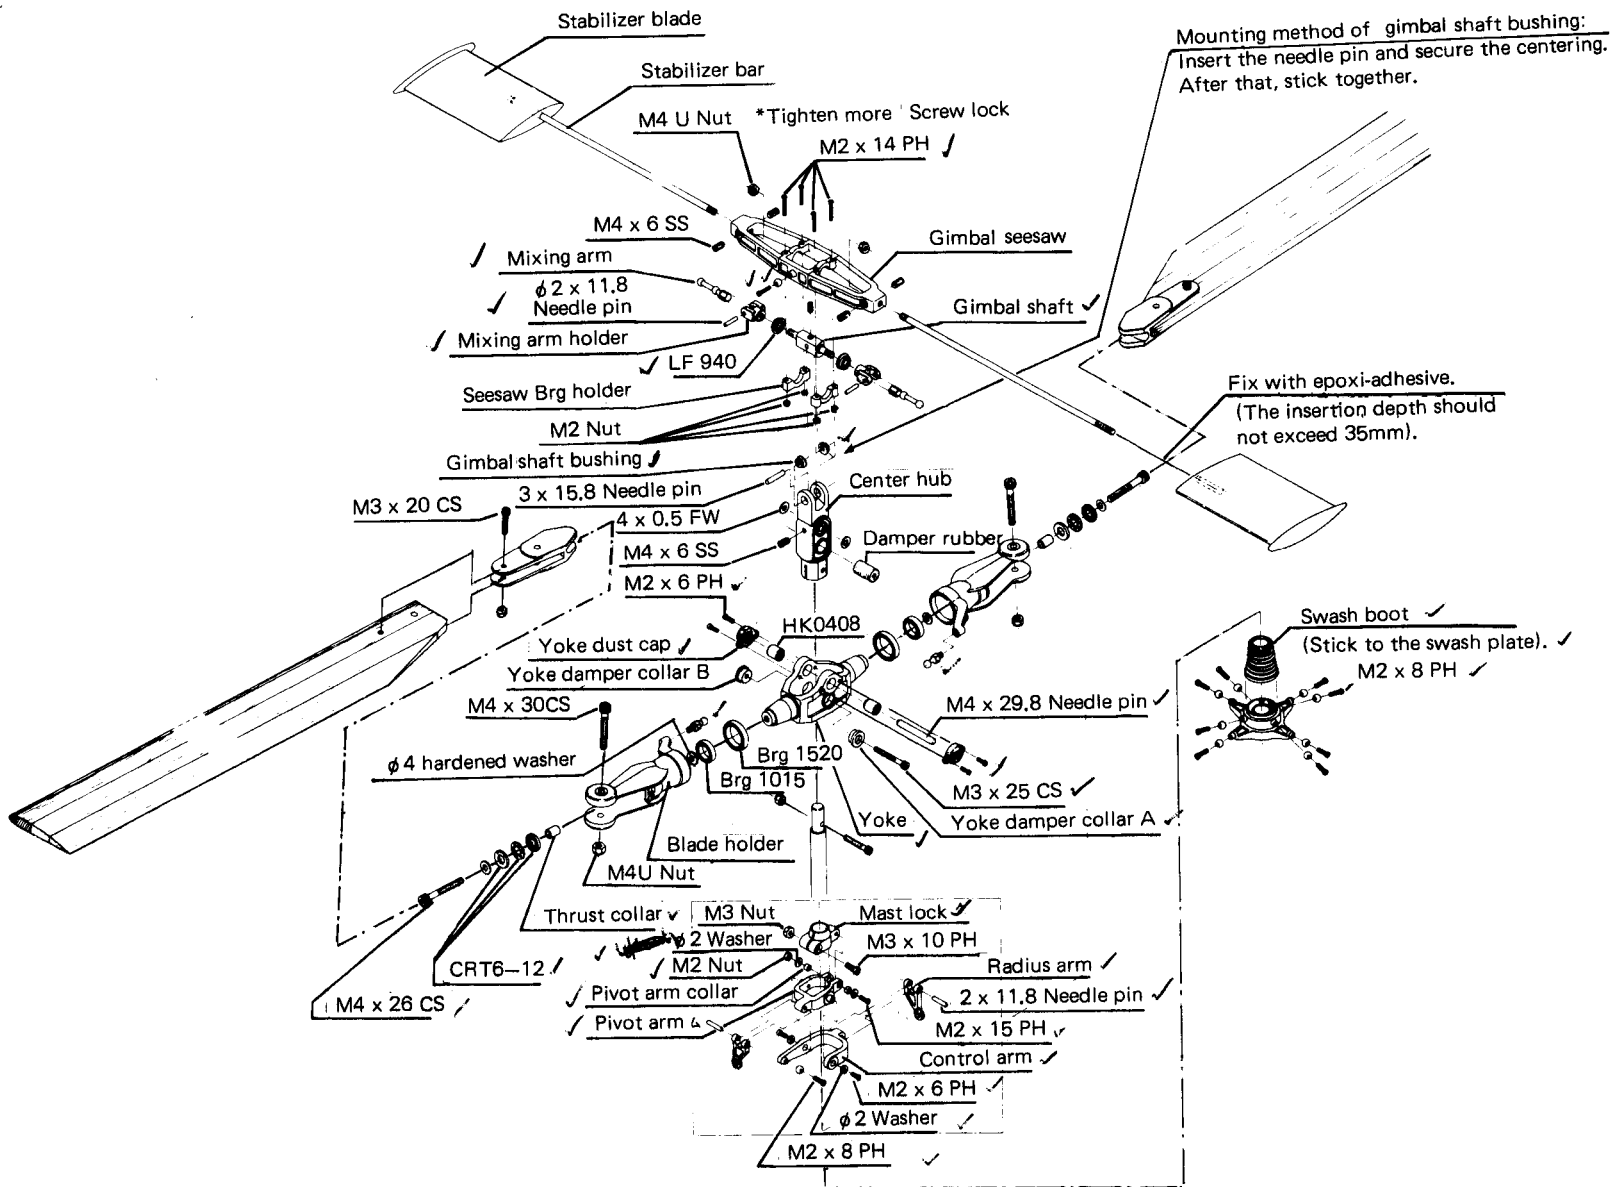 Stabilizer blade
Stabilizer bar
M4 U Nut
*Tighten more Screw lock
M2 x 14 PH
Mounting method of gimbal shaft bushing:
Insert the needle pin and secure the centering.
After that, stick together.
M4 x 6 SS
Mixing arm
ϕ2 x 11.8
Needle pin
Mixing arm holder
LF 940
Seesaw Brg holder
M2 Nut
Gimbal shaft bushing
3 x 15.8 Needle pin
4 x 0.5 FW
M4 x 6 SS
M2 x 6 PH
Gimbal seesaw
Gimbal shaft
Fix with epoxi-adhesive.
(The insertion depth should
not exceed 35mm).
Center hub
Damper rubber
M3 x 20 CS
HK0408
Yoke dust cap
Yoke damper collar B
M4 x 30CS
ϕ4 hardened washer
Brg 1520
Brg 1015
M4 x 29.8 Needle pin
M3 x 25 CS
Yoke damper collar A
Yoke
Swash boot
(Stick to the swash plate).
M2 x 8 PH
Blade holder
M4U Nut
Thrust collar
CRT6-12
M4 x 26 CS
M3 Nut
ϕ2 Washer
M2 Nut
Pivot arm collar
Pivot arm
Mast lock
M3 x 10 PH
Radius arm
2 x 11.8 Needle pin
M2 x 15 PH
Control arm
M2 x 6 PH
ϕ2 Washer
M2 x 8 PH